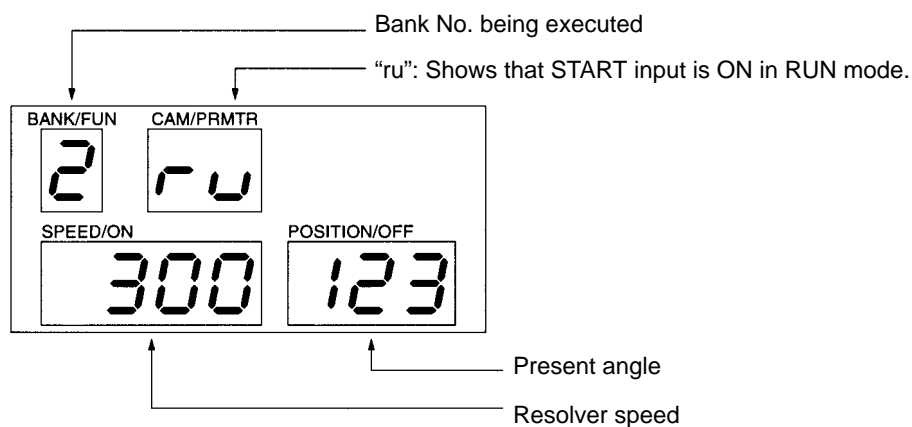 Bank No. being executed
“ru”: Shows that START input is ON in RUN mode.
BANK/FUN CAM/PRMTR
2 ru
SPEED/ON POSITION/OFF
300 123
Present angle
Resolver speed